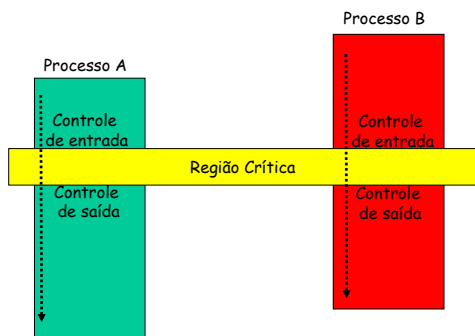 Processo B
Processo A
Controle
de entrada
Controle
de entrada
Região Crítica
Controle
de saída
Controle
de saída